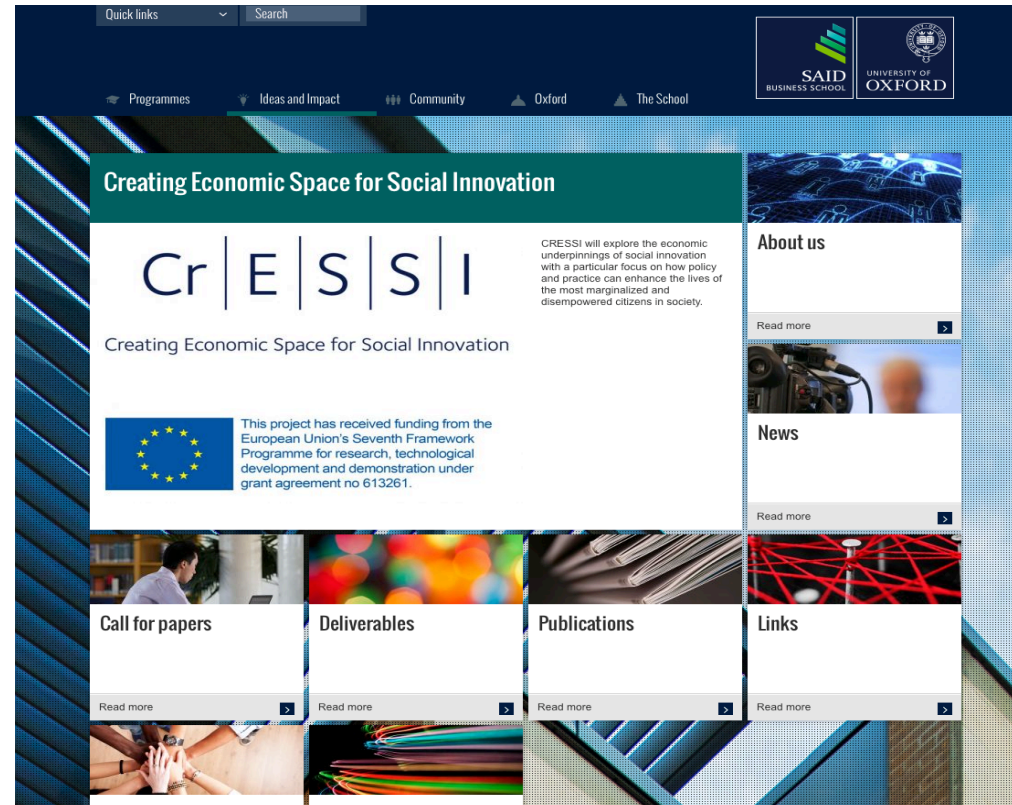 Quick links
Search
Programmes
Ideas and Impact
Community
Oxford
The School
SAID
BUSINESS SCHOOL
UNIVERSITY OF
OXFORD
Creating Economic Space for Social Innovation
Cr E S S I
Creating Economic Space for Social Innovation
CRESSI will explore the economic
underpinnings of social innovation
with a particular focus on how policy
and practice can enhance the lives of
the most marginalized and
disempowered citizens in society.
This project has received funding from the
European Union's Seventh Framework
Programme for research, technological
development and demonstration under
grant agreement no 613261.
About us
Read more
News
Read more
Call for papers
Read more
Deliverables
Read more
Publications
Read more
Links
Read more